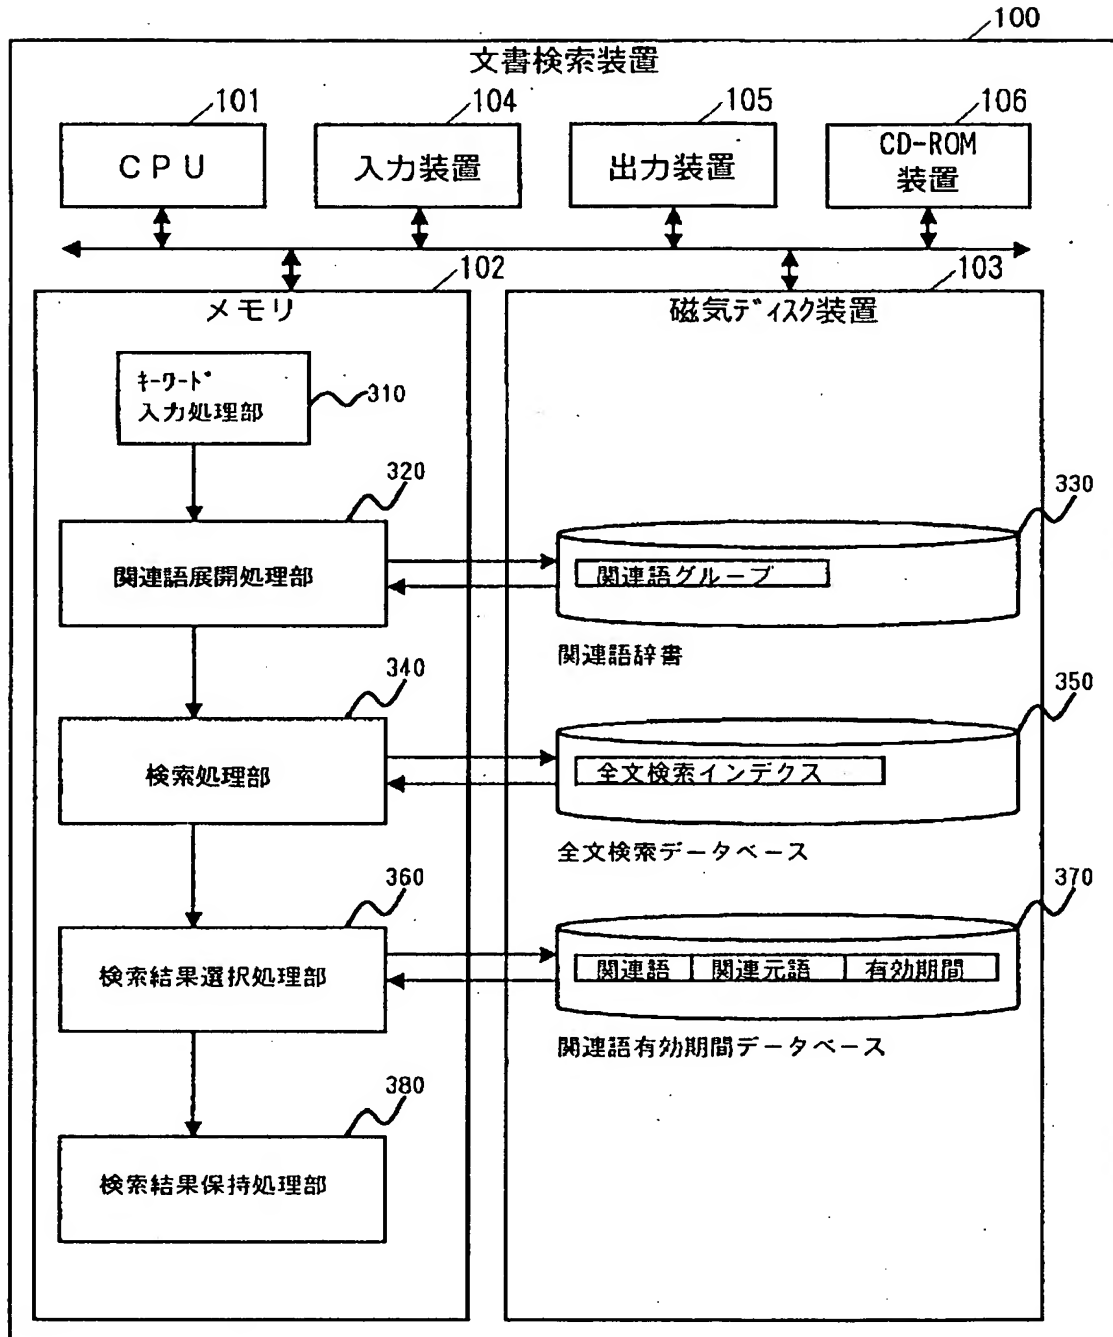 100
文書検索装置
101
104
105
106
CPU
入力装置
出力装置
CD-ROM
装置
102
103
メモリ
磁気ディスク装置
キーワード
入力処理部
310
320
関連語展開処理部
330
関連語グループ
関連語辞書
340
検索処理部
350
全文検索インデクス
全文検索データベース
360
検索結果選択処理部
370
関連語 関連元語 有効期間
関連語有効期間データベース
380
検索結果保持処理部